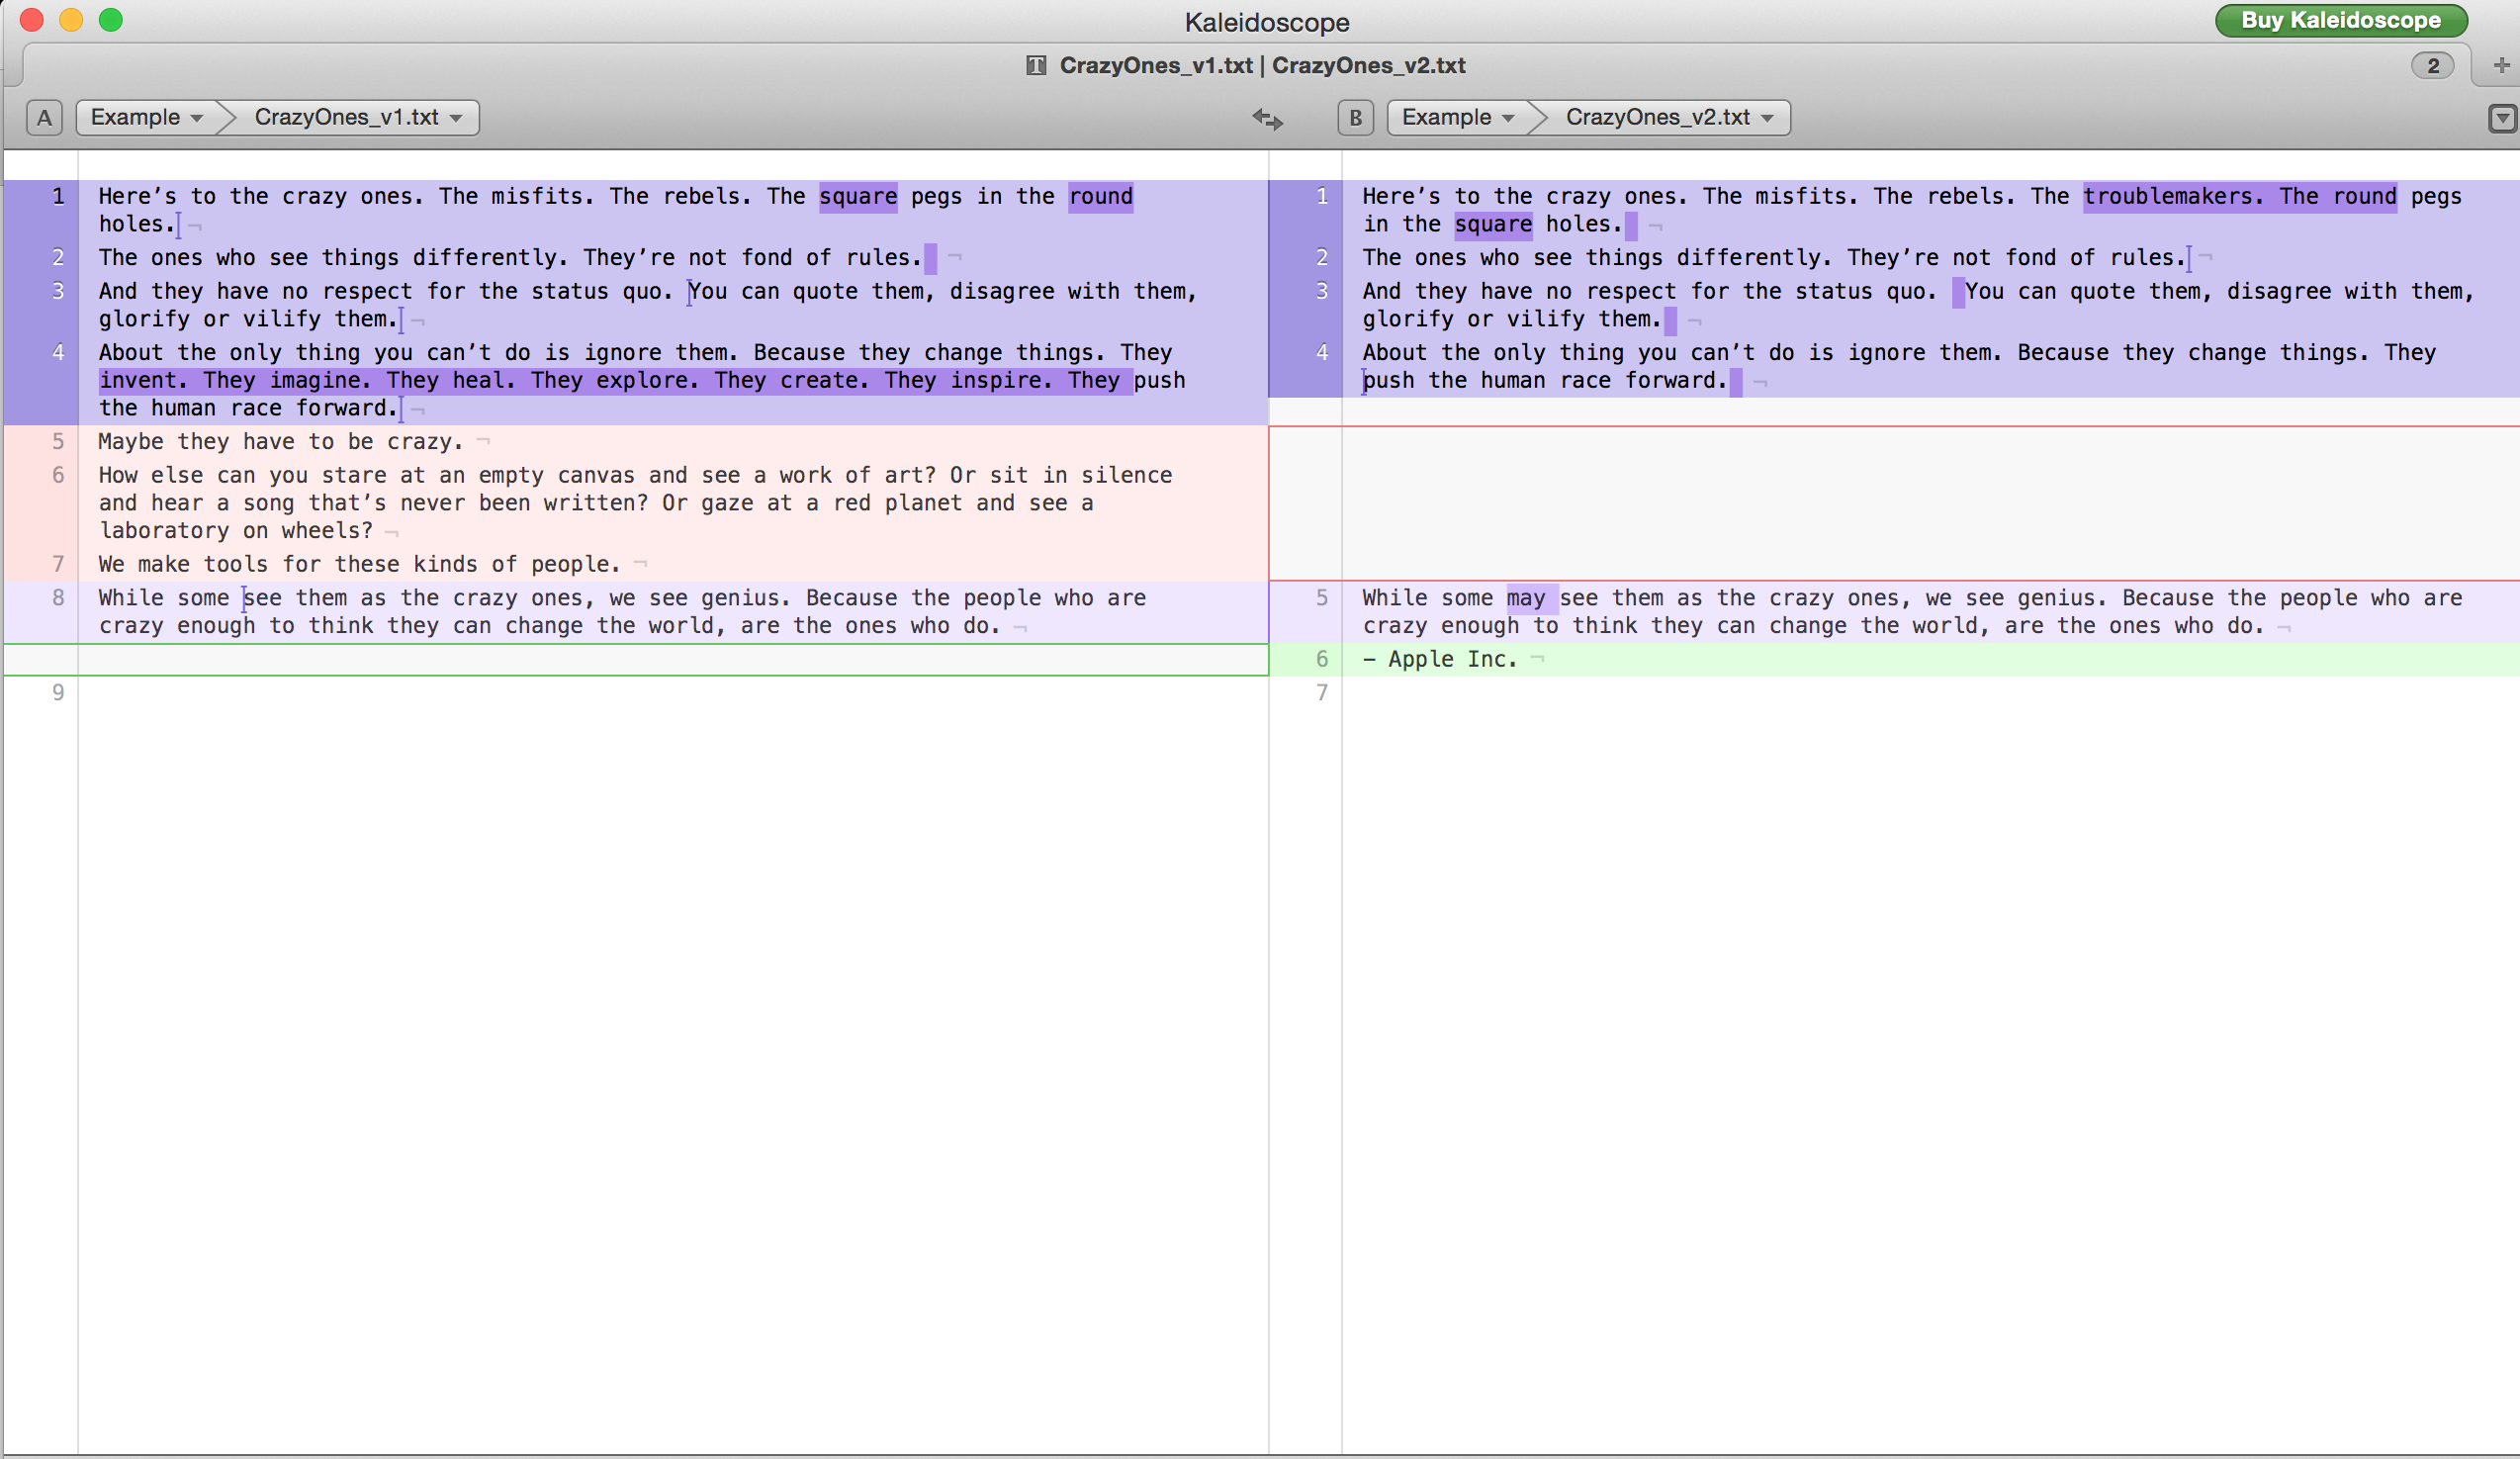 Kaleidoscope
Buy Kaleidoscope
CrazyOnes_v1.txt | CrazyOnes_v2.txt
2
A Example CrazyOnes_v1.txt
B Example CrazyOnes_v2.txt
1 Here’s to the crazy ones. The misfits. The rebels. The square pegs in the round
holes. ¬
2 The ones who see things differently. They’re not fond of rules. ¬
3 And they have no respect for the status quo. You can quote them, disagree with them,
glorify or vilify them. ¬
4 About the only thing you can’t do is ignore them. Because they change things. They
invent. They imagine. They heal. They explore. They create. They inspire. They push
the human race forward. ¬
5 Maybe they have to be crazy. ¬
6 How else can you stare at an empty canvas and see a work of art? Or sit in silence
and hear a song that’s never been written? Or gaze at a red planet and see a
laboratory on wheels? ¬
7 We make tools for these kinds of people. ¬
8 While some see them as the crazy ones, we see genius. Because the people who are
crazy enough to think they can change the world, are the ones who do. ¬
9
1 Here’s to the crazy ones. The misfits. The rebels. The troublemakers. The round pegs
in the square holes. ¬
2 The ones who see things differently. They’re not fond of rules. ¬
3 And they have no respect for the status quo.  You can quote them, disagree with them,
glorify or vilify them. ¬
4 About the only thing you can’t do is ignore them. Because they change things. They
push the human race forward. ¬
5 While some may see them as the crazy ones, we see genius. Because the people who are
crazy enough to think they can change the world, are the ones who do. ¬
6 – Apple Inc. ¬
7